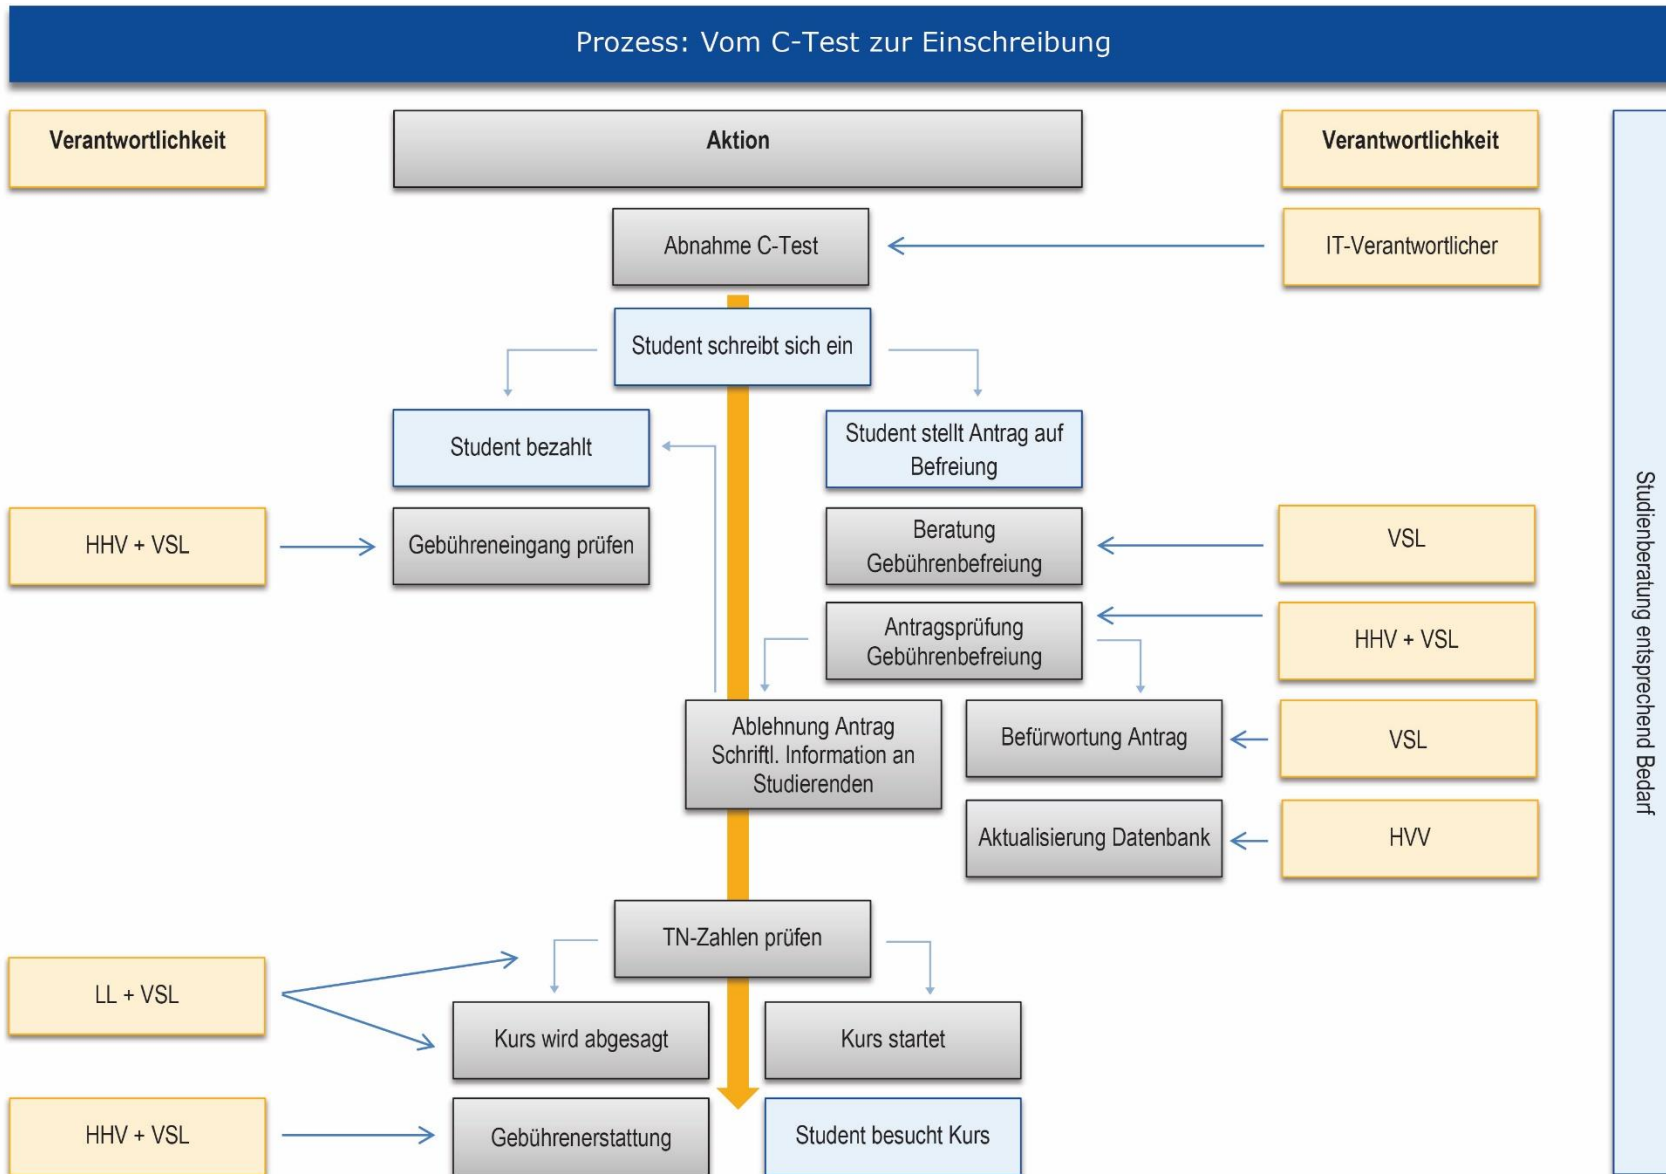 Prozess: Vom C-Test zur Einschreibung
Verantwortlichkeit
Aktion
Verantwortlichkeit
Abnahme C-Test
IT-Verantwortlicher
Student schreibt sich ein
Student bezahlt
Student stellt Antrag auf
Befreiung
HHV + VSL
Gebühreneingang prüfen
Beratung
Gebührenbefreiung
VSL
Antragsprüfung
Gebührenbefreiung
HHV + VSL
Ablehnung Antrag
Schriftl. Information an
Studierenden
Befürwortung Antrag
VSL
Aktualisierung Datenbank
HVV
TN-Zahlen prüfen
LL + VSL
Kurs wird abgesagt
Kurs startet
HHV + VSL
Gebührenerstattung
Student besucht Kurs
Studienberatung entsprechend Bedarf